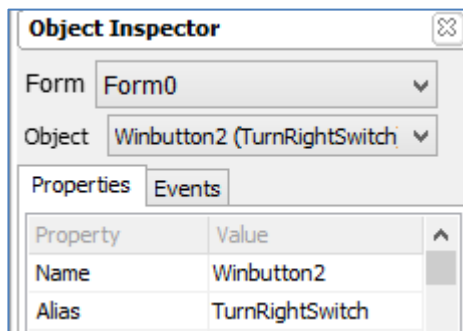 Object Inspector
Form Form0
Object Winbutton2 (TurnRightSwitch)
Properties Events
Property Value
Name Winbutton2
Alias TurnRightSwitch